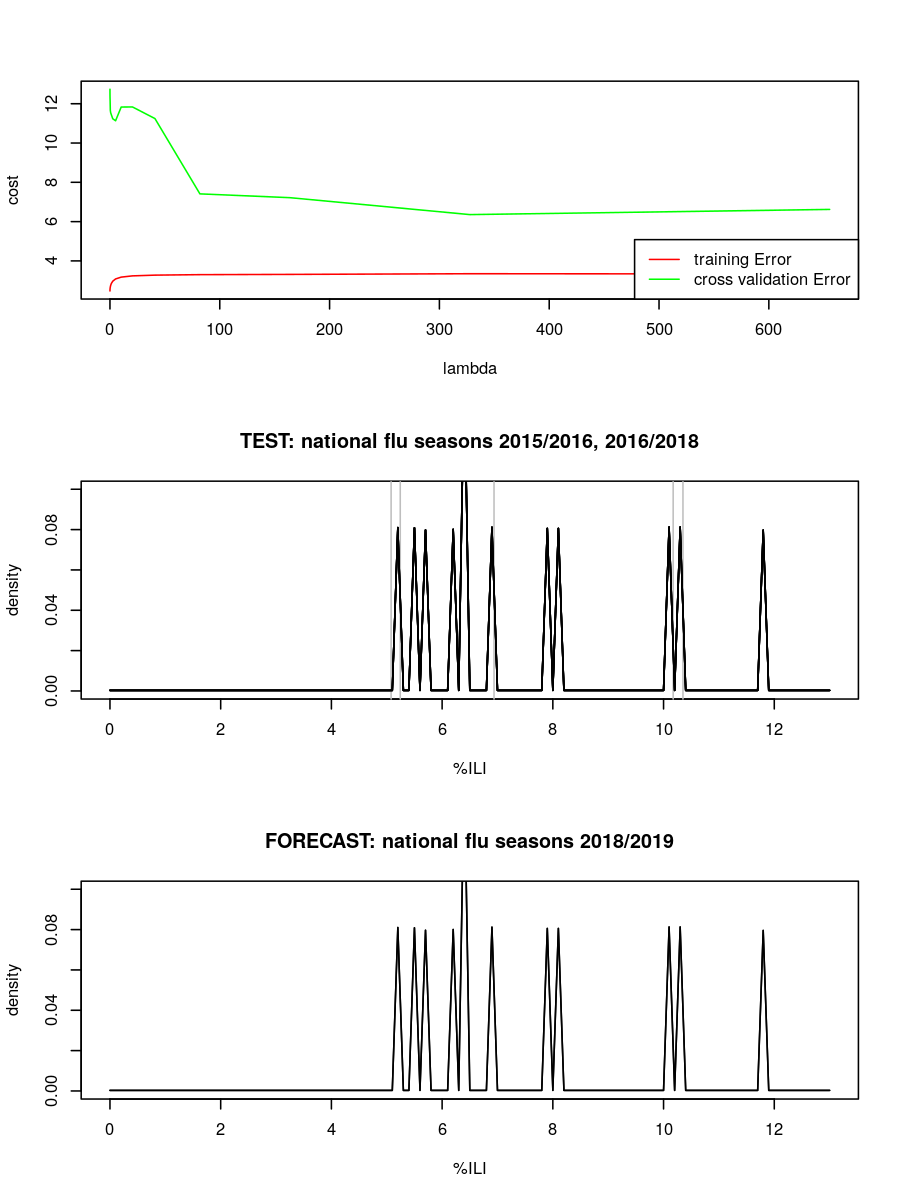 12
10
8
6
4
cost
training Error
cross validation Error
0 100 200 300 400 500 600
lambda
TEST: national flu seasons 2015/2016, 2016/2018
0.08
0.04
0.00
density
0 2 4 6 8 10 12
%ILI
FORECAST: national flu seasons 2018/2019
0.08
0.04
0.00
density
0 2 4 6 8 10 12
%ILI